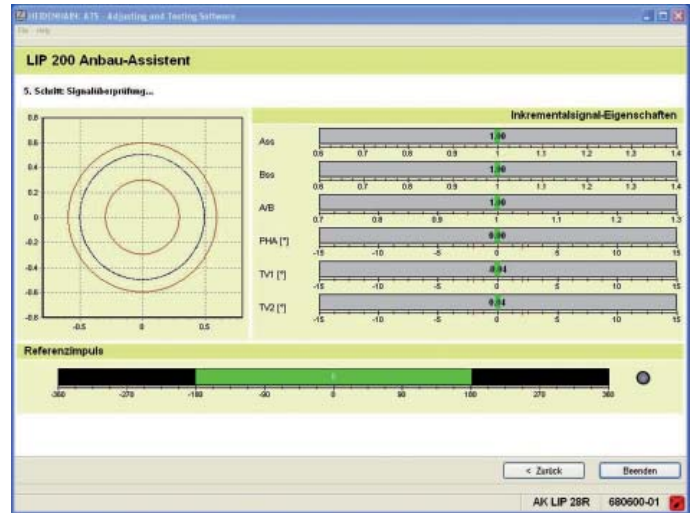 HEIDENHAIN ATS - Adjusting and Testing Software
File Help
LIP 200 Anbau-Assistent
5. Schritt: Signalüberprüfung...
Inkrementalsignal-Eigenschaften
0.8
0.6
0.4
0.2
0
-0.2
-0.4
-0.6
-0.8
-0.5 0 0.5
Ass 1.00
0.6 0.7 0.8 0.9 1 1.1 1.2 1.3 1.4
Bss 1.00
0.6 0.7 0.8 0.9 1 1.1 1.2 1.3 1.4
A/B 1.00
0.7 0.8 0.9 1 1.1 1.2 1.3
PHA [°] 0.00
-15 -10 -5 0 5 10 15
TV1 [°] -0.04
-15 -10 -5 0 5 10 15
TV2 [°] 0.04
-15 -10 -5 0 5 10 15
Referenzimpuls
-360 -270 -180 -90 0 90 180 270 360
< Zurück Beenden
AK LIP 28R 680600-01